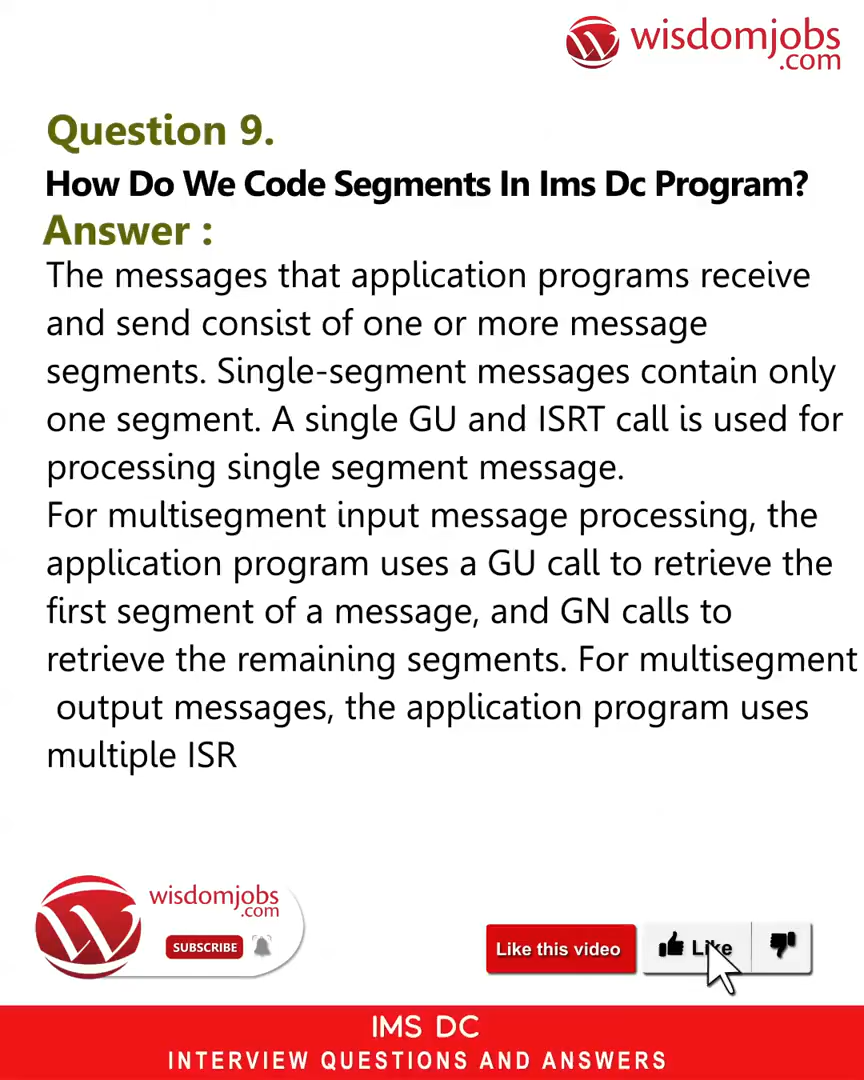 wisdomjobs
.com
Question 9.
How Do We Code Segments In Ims Dc Program?
Answer :
The messages that application programs receive
and send consist of one or more message
segments. Single-segment messages contain only
one segment. A single GU and ISRT call is used for
processing single segment message.
For multisegment input message processing, the
application program uses a GU call to retrieve the
first segment of a message, and GN calls to
retrieve the remaining segments. For multisegment
output messages, the application program uses
multiple ISR
wisdomjobs
.com
SUBSCRIBE
Like this video
Like
IMS DC
INTERVIEW QUESTIONS AND ANSWERS